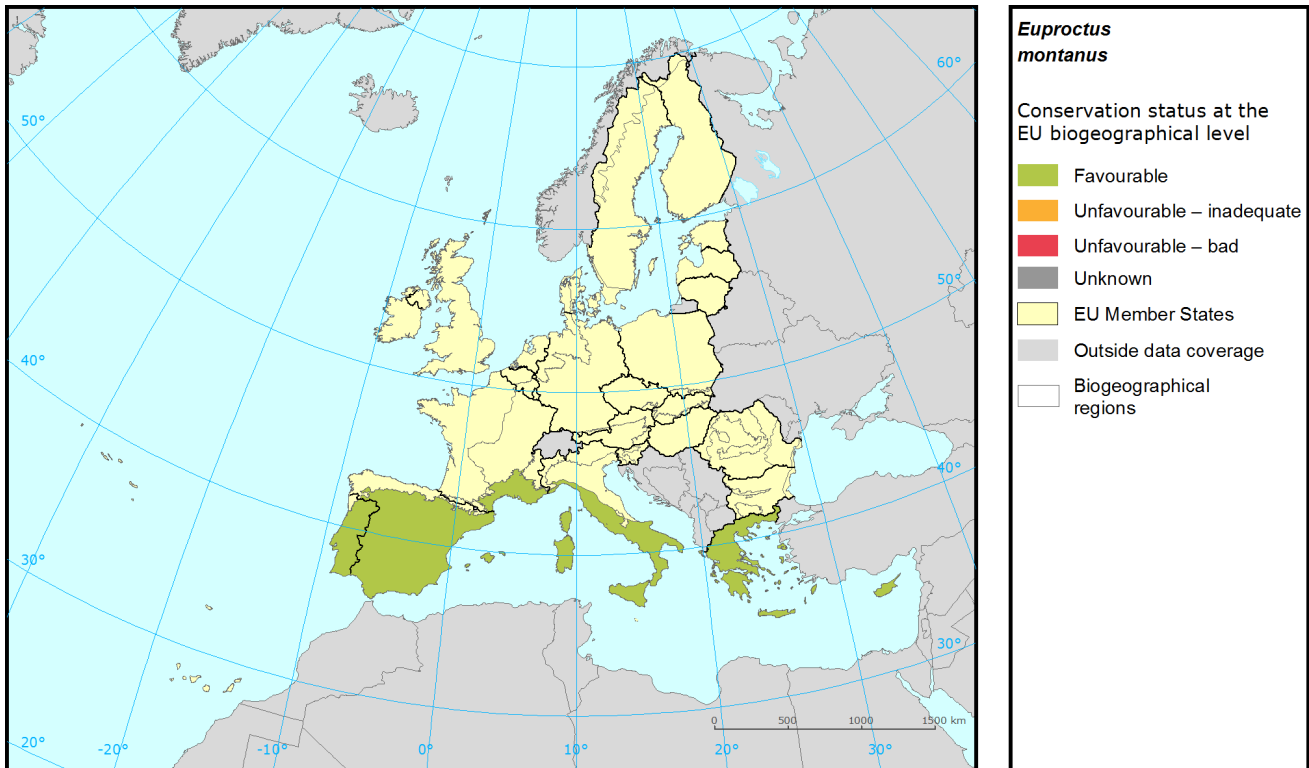 Euproctus
montanus
Conservation status at the
EU biogeographical level
Favourable
Unfavourable – inadequate
Unfavourable – bad
Unknown
EU Member States
Outside data coverage
Biogeographical
regions
60°
50°
50°
40°
40°
30°
30°
0 500 1000 1500 km
20° -20° -10° 0° 10° 20° 30°